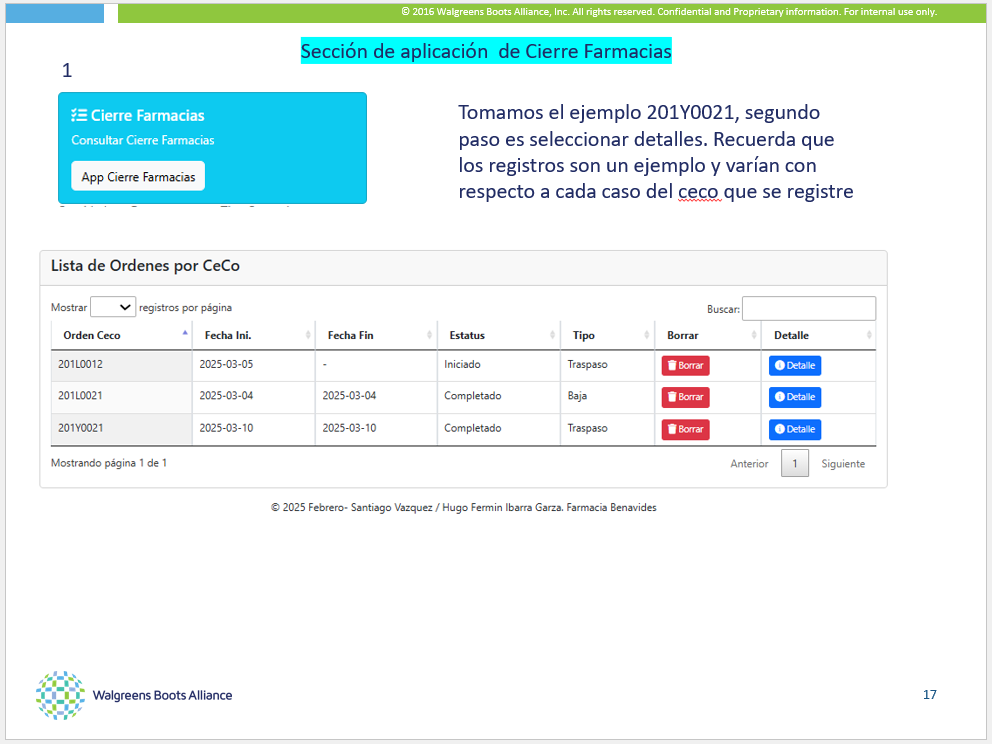 © 2016 Walgreens Boots Alliance, Inc. All rights reserved. Confidential and Proprietary information. For internal use only.
Sección de aplicación de Cierre Farmacias
1
Cierre Farmacias
Consultar Cierre Farmacias
App Cierre Farmacias
Tomamos el ejemplo 201Y0021, segundo
paso es seleccionar detalles. Recuerda que
los registros son un ejemplo y varían con
respecto a cada caso del ceco que se registre
Lista de Ordenes por CeCo
Mostrar registros por página
Buscar:
Orden Ceco Fecha Ini. Fecha Fin Estatus Tipo Borrar Detalle
201L0012 2025-03-05 - Iniciado Traspaso Borrar Detalle
201L0021 2025-03-04 2025-03-04 Completado Baja Borrar Detalle
201Y0021 2025-03-10 2025-03-10 Completado Traspaso Borrar Detalle
Mostrando página 1 de 1
Anterior 1 Siguiente
© 2025 Febrero- Santiago Vazquez / Hugo Fermin Ibarra Garza. Farmacia Benavides
Walgreens Boots Alliance
17